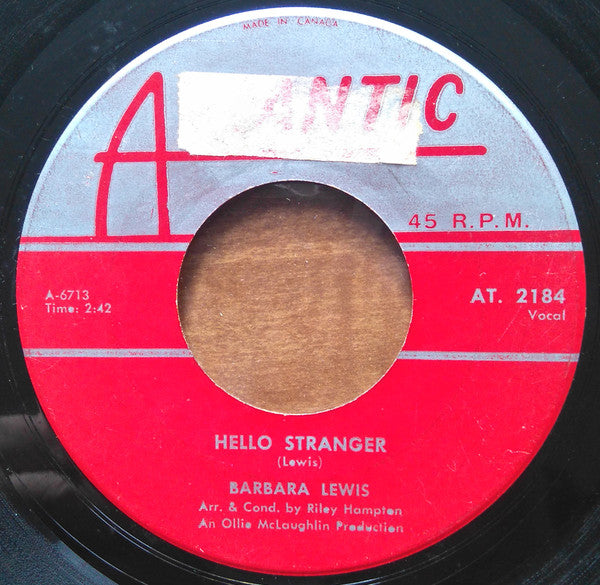 MADE IN CANADA
A ANTIC
45 R.P.M.
A-6713
Time: 2:42
AT. 2184
Vocal
HELLO STRANGER
(Lewis)
BARBARA LEWIS
Arr. & Cond. by Riley Hampton
An Ollie McLaughlin Production